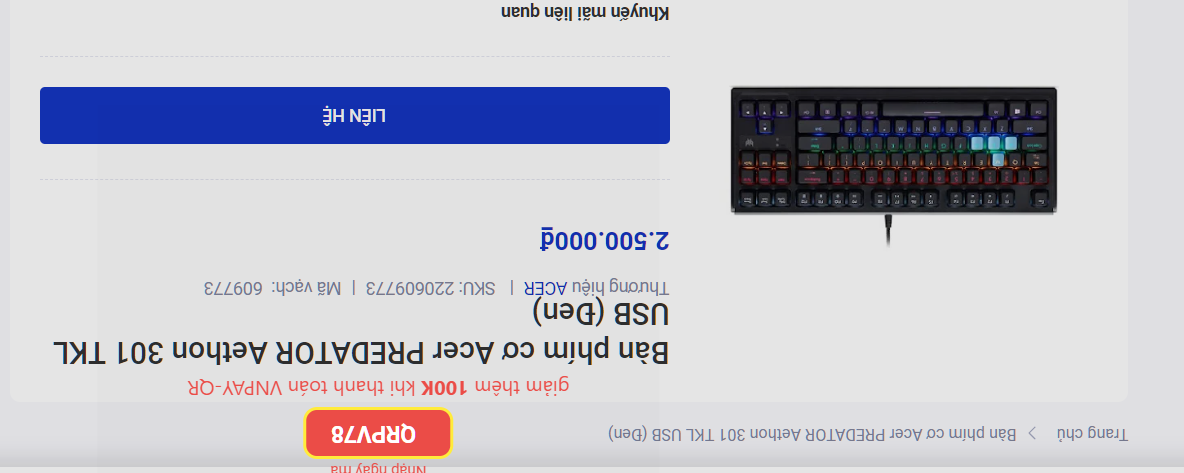 Nhập ngay mã
QRPV78
giảm thêm 100K khi thanh toán VNPAY-QR
Trang chủ > Bàn phím cơ Acer PREDATOR Aethon 301 TKL USB (Đen)
Bàn phím cơ Acer PREDATOR Aethon 301 TKL
USB (Đen)
Thương hiệu ACER | SKU: 220609773 | Mã vạch: 609773
2.500.000₫
LIÊN HỆ
Khuyến mãi liên quan